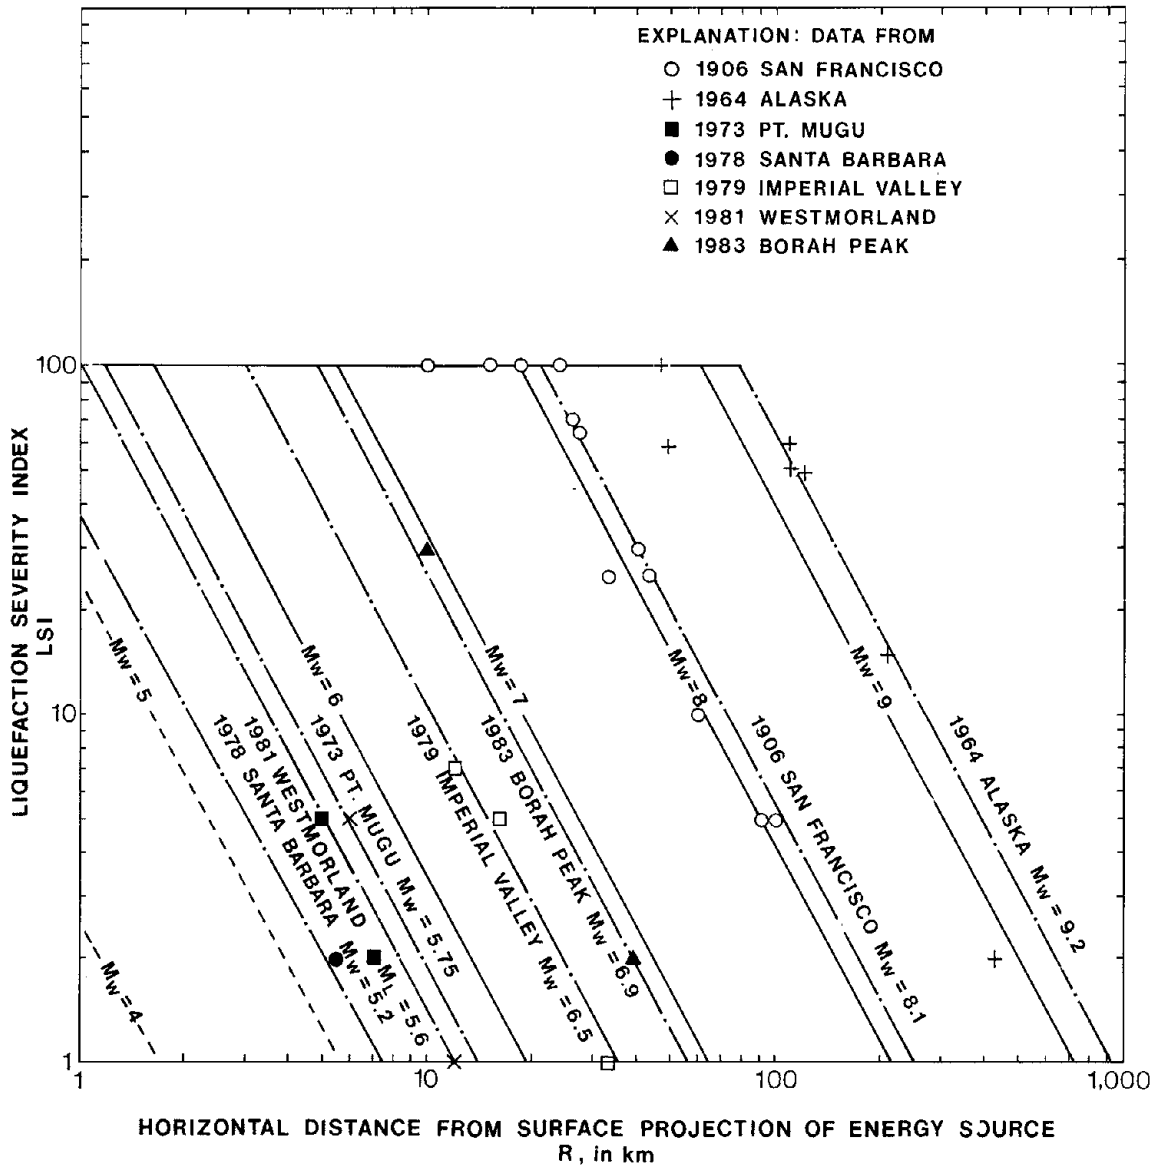 EXPLANATION: DATA FROM
1906 SAN FRANCISCO
1964 ALASKA
1973 PT. MUGU
1978 SANTA BARBARA
1979 IMPERIAL VALLEY
1981 WESTMORLAND
1983 BORAH PEAK
LIQUEFACTION SEVERITY INDEX
LSI
100
10
1
Mw=4
Mw=5
1978 SANTA BARBARA Mw=5.2
1981 WESTMORLAND ML=5.6
1973 PT. MUGU Mw=5.75
Mw=6
1979 IMPERIAL VALLEY Mw=6.5
1983 BORAH PEAK Mw=6.9
Mw=7
Mw=8
1906 SAN FRANCISCO Mw=8.1
Mw=9
1964 ALASKA Mw=9.2
1 10 100 1,000
HORIZONTAL DISTANCE FROM SURFACE PROJECTION OF ENERGY SOURCE
R, in km